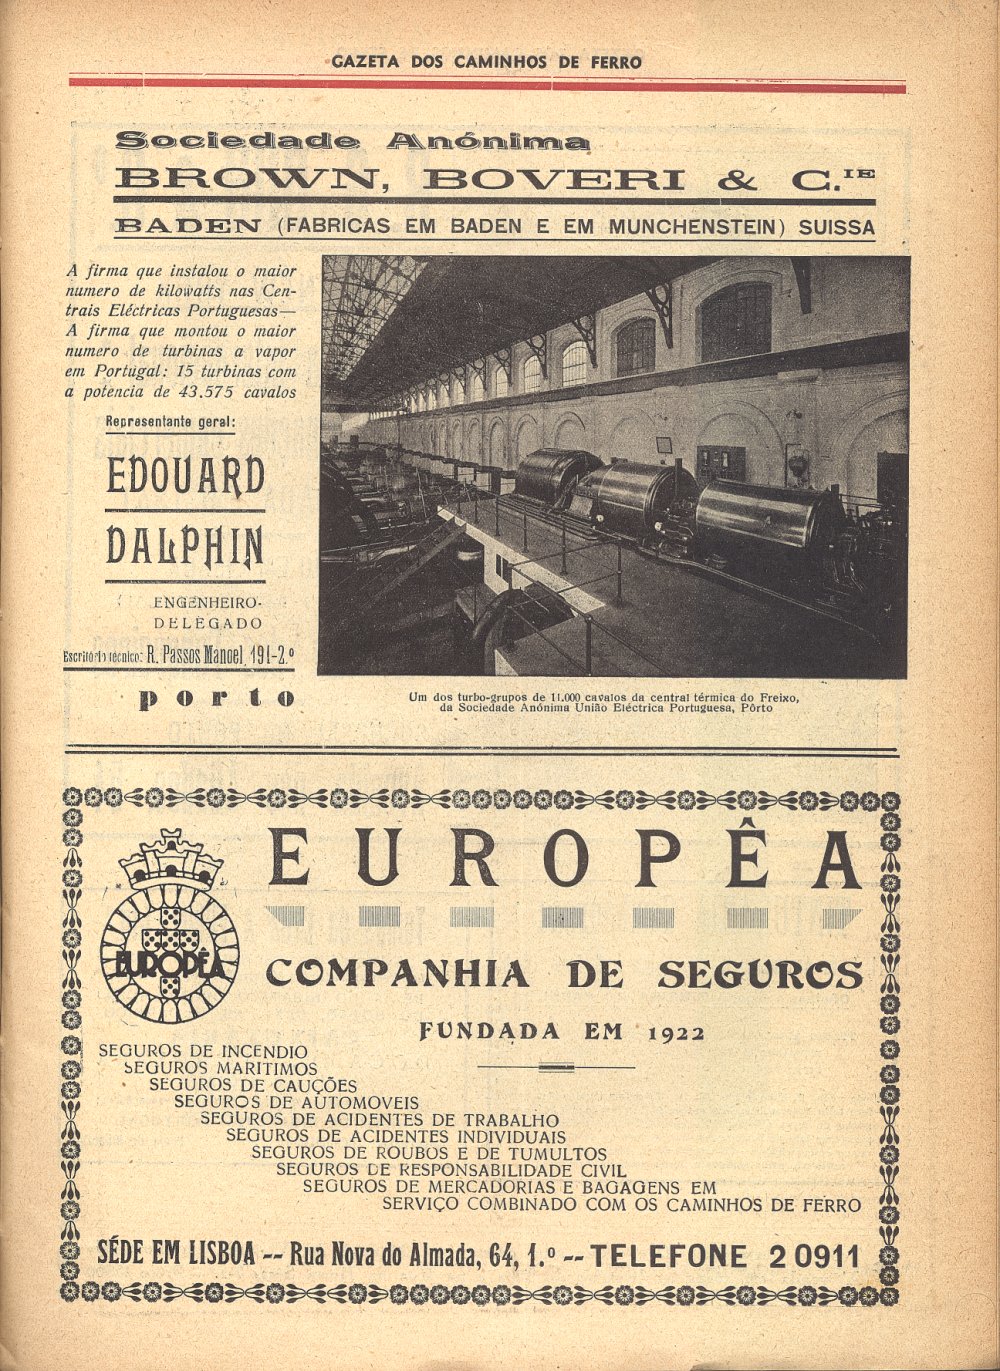 GAZETA DOS CAMINHOS DE FERRO
Sociedade Anónima
BROWN, BOVERI & C.IE
BADEN (FABRICAS EM BADEN E EM MUNCHENSTEIN) SUISSA
A firma que instalou o maior
numero de kilowatts nas Cen-
trais Eléctricas Portuguesas—
A firma que montou o maior
numero de turbinas a vapor
em Portugal: 15 turbinas com
a potencia de 43.575 cavalos
Representante geral:
EDOUARD
DALPHIN
ENGENHEIRO-
DELEGADO
Escritório técnico: R. Passos Manoel, 191-2.º
porto
Um dos turbo-grupos de 11.000 cavalos da central térmica do Freixo,
da Sociedade Anónima União Eléctrica Portuguesa, Pôrto
EUROPÊA
EUROPÊA
COMPANHIA DE SEGUROS
FUNDADA EM 1922
SEGUROS DE INCENDIO
SEGUROS MARITIMOS
SEGUROS DE CAUÇÕES
SEGUROS DE AUTOMOVEIS
SEGUROS DE ACIDENTES DE TRABALHO
SEGUROS DE ACIDENTES INDIVIDUAIS
SEGUROS DE ROUBOS E DE TUMULTOS
SEGUROS DE RESPONSABILIDADE CIVIL
SEGUROS DE MERCADORIAS E BAGAGENS EM
SERVIÇO COMBINADO COM OS CAMINHOS DE FERRO
SÉDE EM LISBOA -- Rua Nova do Almada, 64, 1.º -- TELEFONE 2 0911